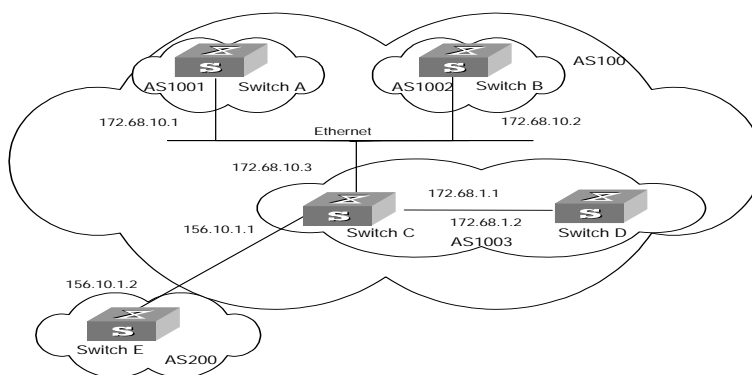 AS100
AS1001
Switch A
AS1002
Switch B
172.68.10.1
172.68.10.2
Ethernet
172.68.10.3
172.68.1.1
156.10.1.1
172.68.1.2
Switch C
Switch D
AS1003
156.10.1.2
Switch E
AS200